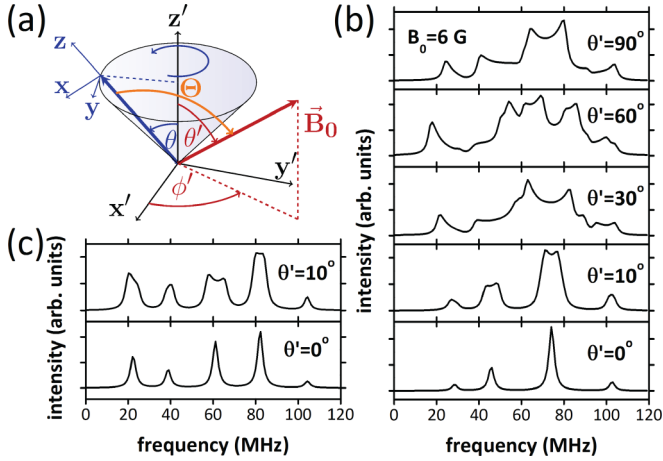 (a)
z′
z
x
y
Θ
θ
θ′
B⃗₀
y′
ϕ′
x′
(b)
B₀=6 G
θ'=90°
θ'=60°
θ'=30°
θ'=10°
θ'=0°
intensity (arb. units)
0 20 40 60 80 100 120
frequency (MHz)
(c)
θ'=10°
θ'=0°
intensity (arb. units)
0 20 40 60 80 100 120
frequency (MHz)